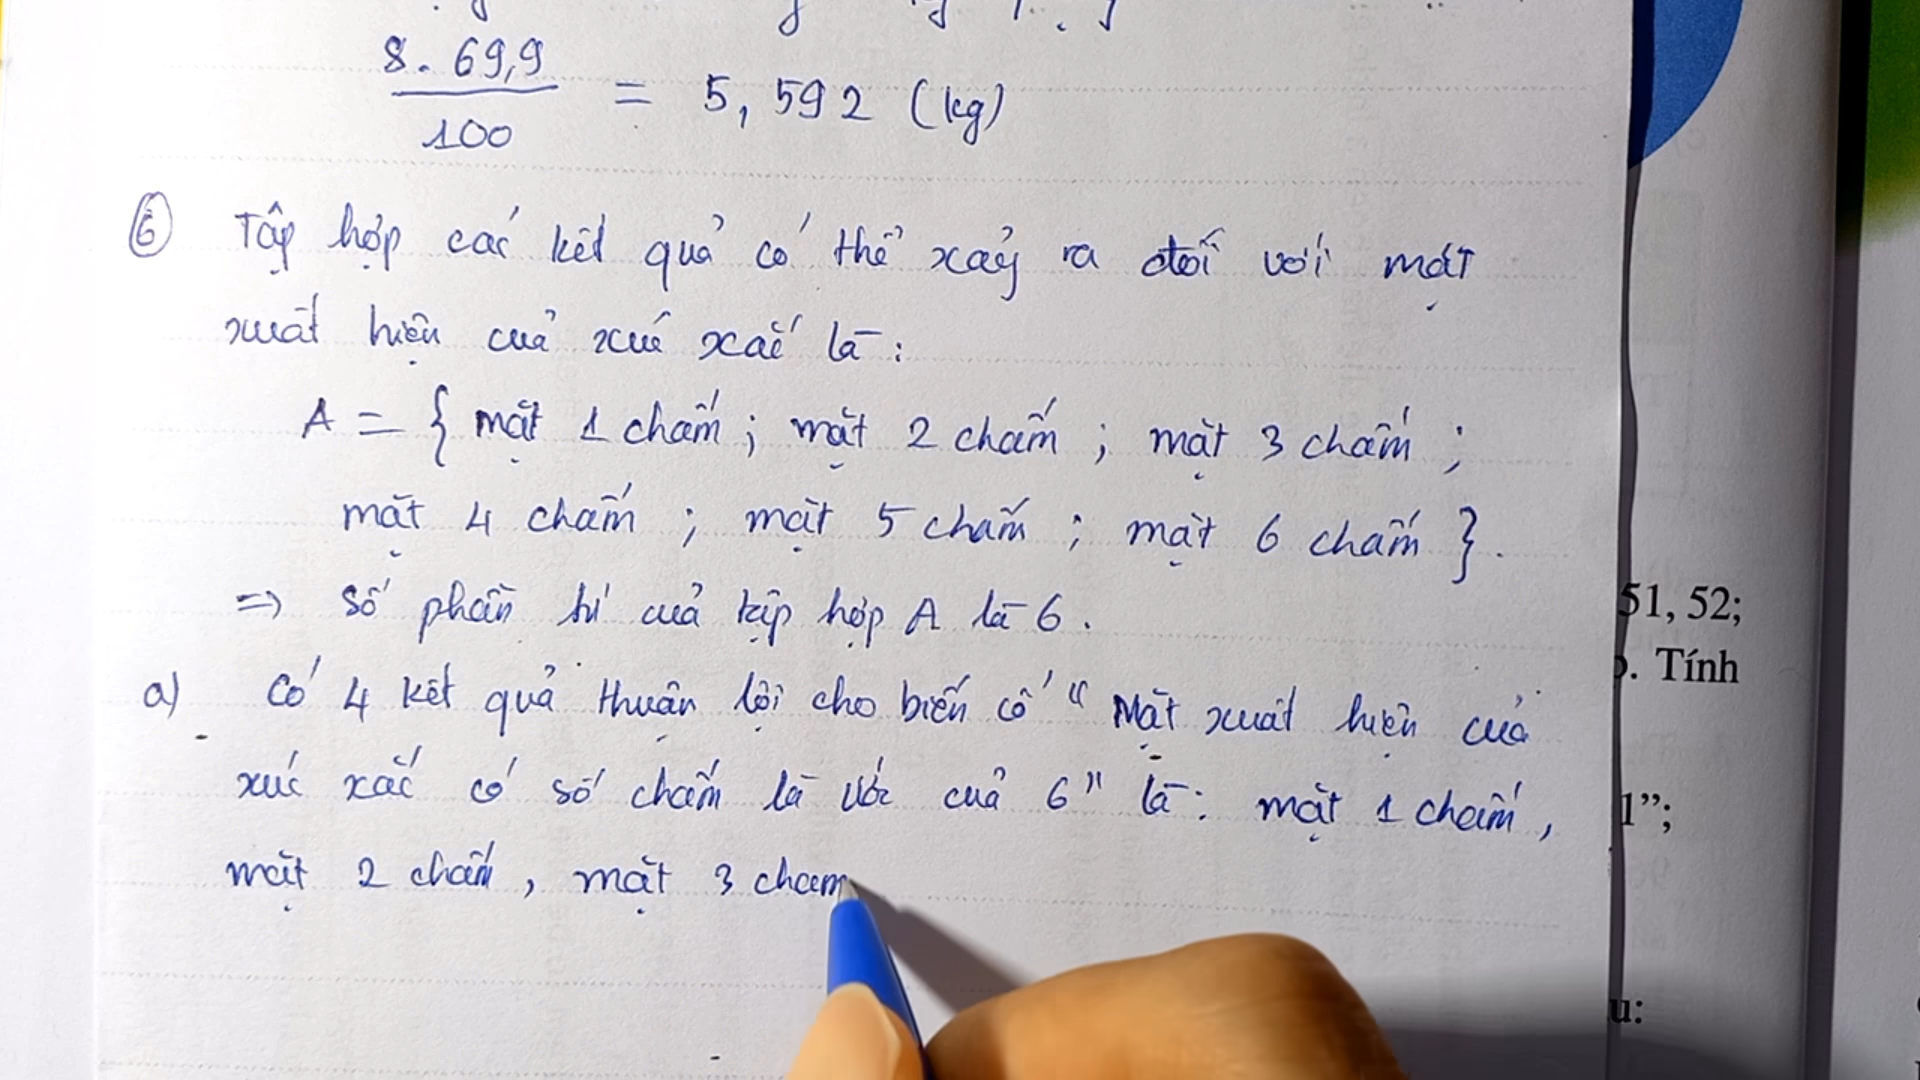 8 . 69,9
100
= 5,592 (kg)
6 Tập hợp các kết quả có thể xảy ra đối với mặt
xuất hiện của xúc xắc là:
A = { mặt 1 chấm ; mặt 2 chấm ; mặt 3 chấm ;
mặt 4 chấm ; mặt 5 chấm ; mặt 6 chấm }.
=> số phần tử của tập hợp A là 6.
a) Có 4 kết quả thuận lợi cho biến cố " Mặt xuất hiện của
xúc xắc có số chấm là ước của 6" là: mặt 1 chấm,
mặt 2 chấm, mặt 3 cham
51, 52;
. Tính
1”;
u: